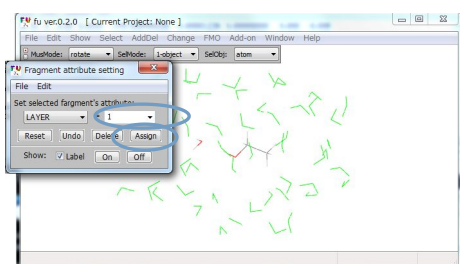 fu ver.0.2.0 [ Current Project: None ]
File Edit Show Select AddDel Change FMO Add-on Window Help
MusMode: rotate SelMode: 1-object SelObj: atom
Fragment attribute setting
File Edit
Set selected fargment's attribute:
LAYER 1
Reset Undo Delete Assign
Show: Label On Off